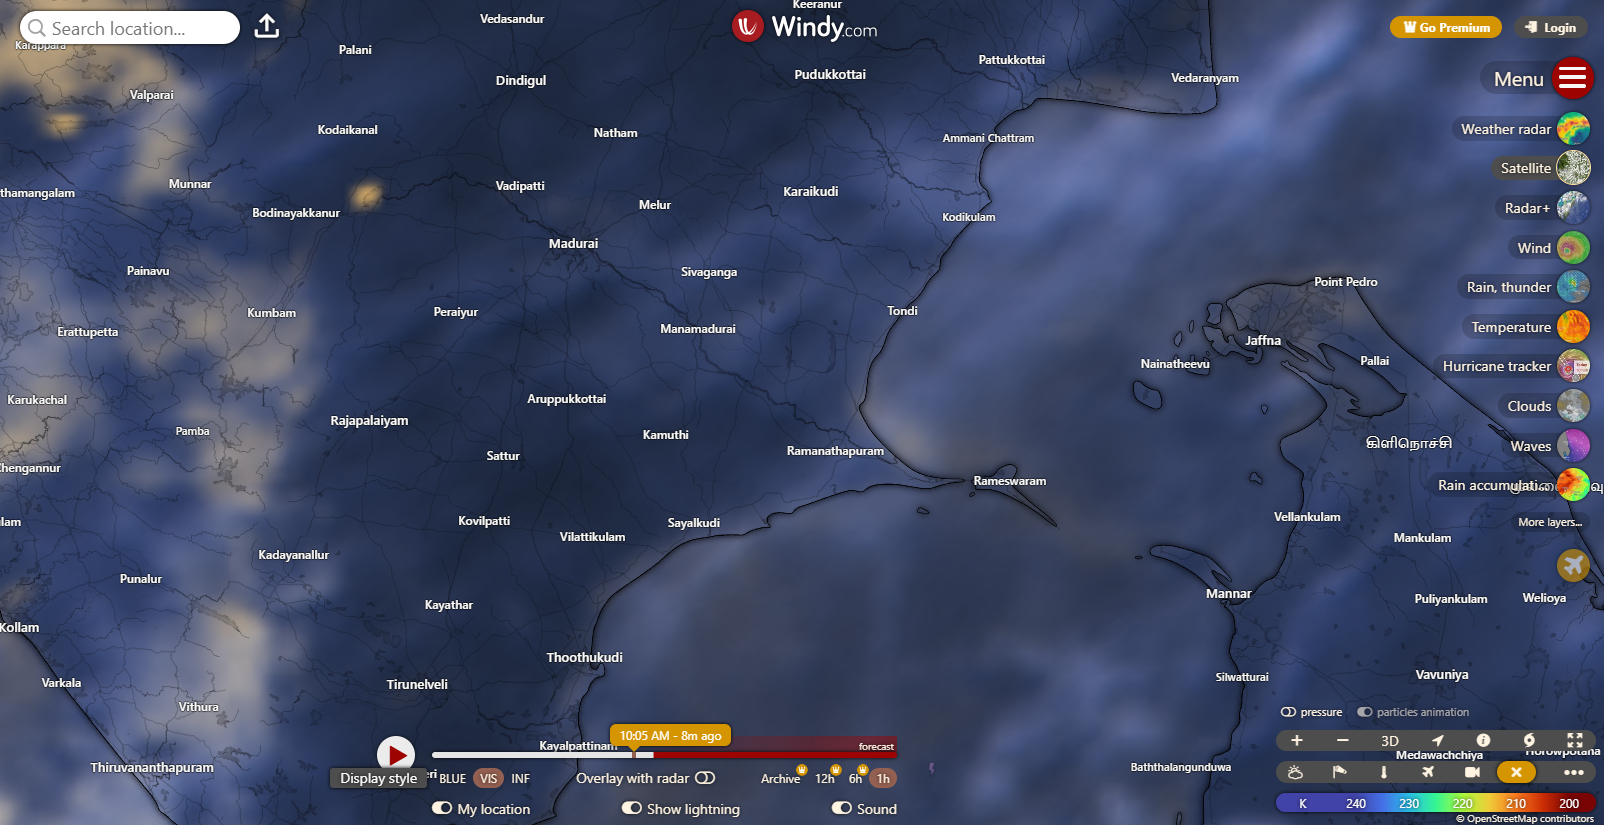 Search location...
Windy.com
Go Premium
Login
Menu
Weather radar
Satellite
Radar+
Wind
Rain, thunder
Temperature
Hurricane tracker
Clouds
Waves
More layers...
Keeranur
Vedasandur
Karappara
Palani
Pattukkottai
Dindigul
Pudukkottai
Vedaranyam
Valparai
Kodaikanal
Natham
Ammani Chattram
Munnar
thamangalam
Vadipatti
Karaikudi
Bodinayakkanur
Melur
Kodikulam
Madurai
Painavu
Sivaganga
Point Pedro
Kumbam
Peraiyur
Tondi
Erattupetta
Manamadurai
Jaffna
Nainatheevu
Pallai
Karukachal
Aruppukkottai
Rajapalaiyam
Pamba
Kamuthi
கிளிநொச்சி
Sattur
Ramanathapuram
Chengannur
Rameswaram
Rain accumulati
lam
Kovilpatti
Sayalkudi
Vellankulam
Vilattikulam
Mankulam
Kadayanallur
Punalur
Mannar
Puliyankulam
Welioya
Kayathar
Kollam
Thoothukudi
Vavuniya
Silwatturai
Varkala
Tirunelveli
Vithura
pressure
particles animation
10:05 AM - 8m ago
Kayalpattinam
forecast
3D
Medawachchiya
Horowpotana
Thiruvananthapuram
Baththalangunduwa
Display style
eri
BLUE
VIS
INF
Overlay with radar
Archive
12h
6h
1h
My location
Show lightning
Sound
K 240 230 220 210 200
© OpenStreetMap contributors